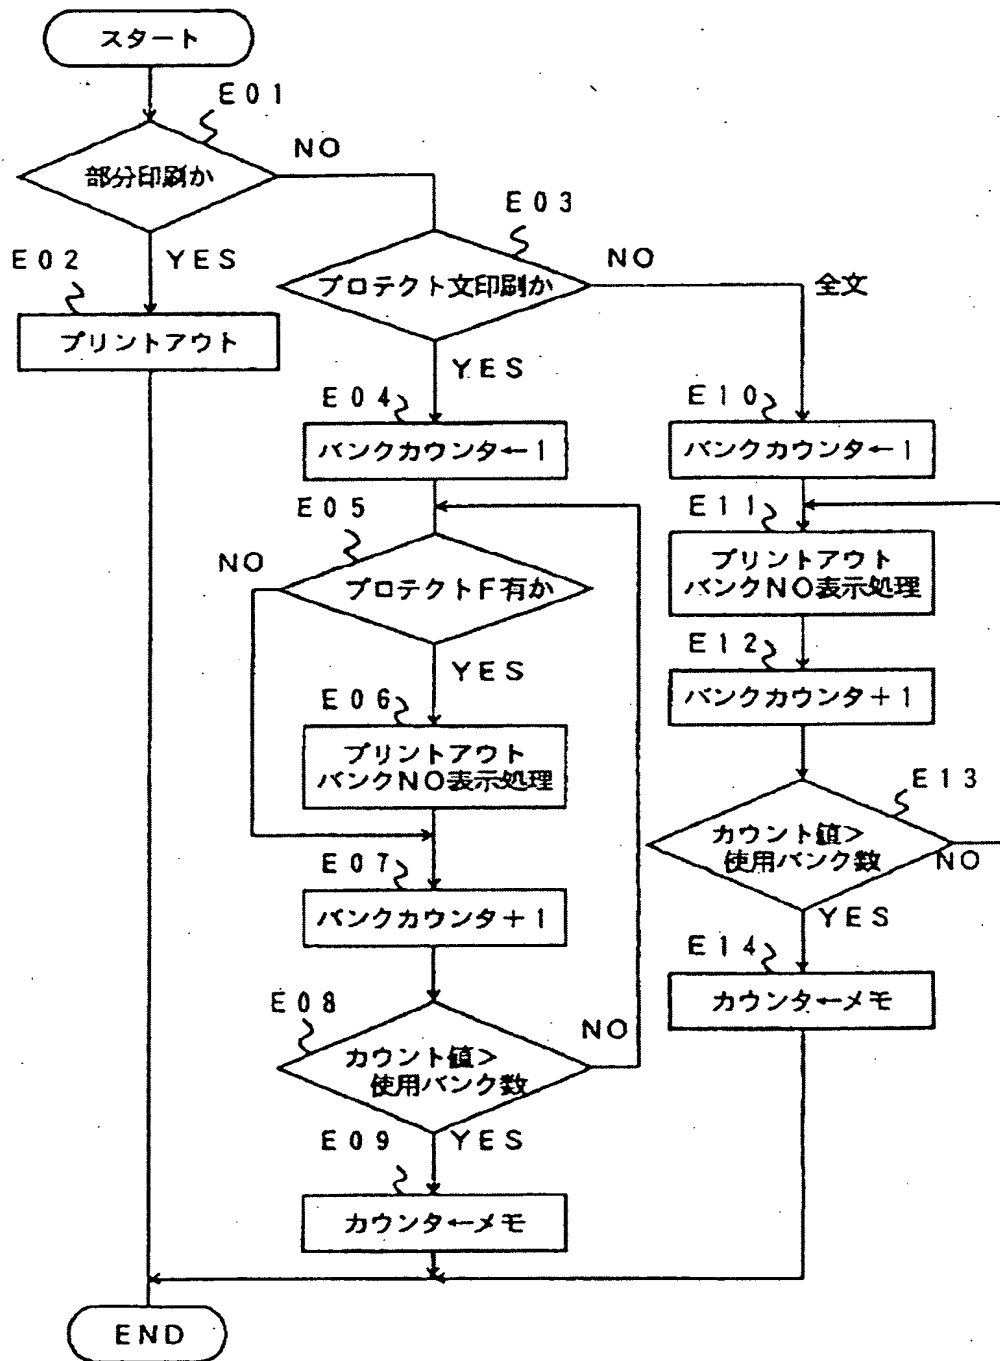 スタート
E01
部分印刷か
NO
YES
E02
プリントアウト
E03
プロテクト文印刷か
NO
全文
YES
E04
バンクカウンタ←1
E05
プロテクトF有か
NO
YES
E06
プリントアウト
バンクNO表示処理
E07
バンクカウンタ+1
E08
カウント値>
使用バンク数
NO
YES
E09
カウンタ←メモ
E10
バンクカウンタ←1
E11
プリントアウト
バンクNO表示処理
E12
バンクカウンタ+1
E13
カウント値>
使用バンク数
NO
YES
E14
カウンタ←メモ
END